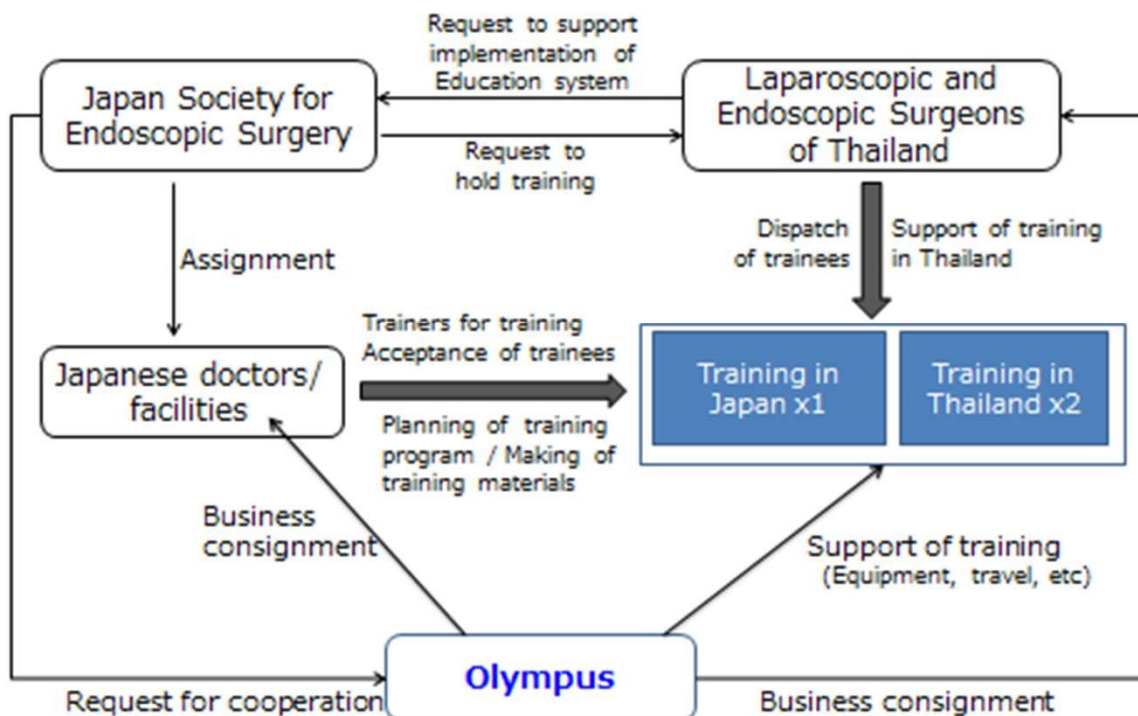 Request to support
implementation of
Education system
Japan Society for
Endoscopic Surgery
Laparoscopic and
Endoscopic Surgeons
of Thailand
Request to
hold training
Assignment
Dispatch
of trainees
Support of training
in Thailand
Japanese doctors/
facilities
Trainers for training
Acceptance of trainees
Planning of training
program / Making of
training materials
Training in
Japan x1
Training in
Thailand x2
Business
consignment
Support of training
(Equipment, travel, etc)
Olympus
Request for cooperation
Business consignment